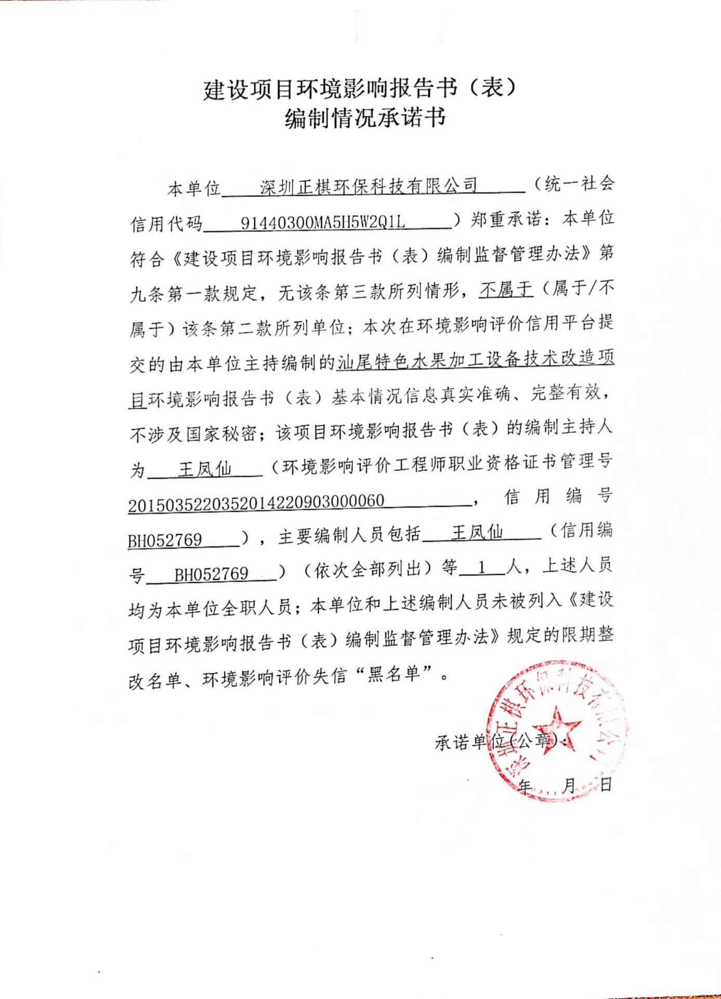 建设项目环境影响报告书（表）
编制情况承诺书
本单位 深圳正棋环保科技有限公司 （统一社会
信用代码 91440300MA5H5W2Q1L ）郑重承诺：本单位
符合《建设项目环境影响报告书（表）编制监督管理办法》第
九条第一款规定，无该条第三款所列情形，不属于（属于/不
属于）该条第二款所列单位；本次在环境影响评价信用平台提
交的由本单位主持编制的汕尾特色水果加工设备技术改造项
目环境影响报告书（表）基本情况信息真实准确、完整有效，
不涉及国家秘密；该项目环境影响报告书（表）的编制主持人
为 王凤仙 （环境影响评价工程师职业资格证书管理号
2015035220352014220903000060 ，信用编号
BH052769 ），主要编制人员包括 王凤仙 （信用编
号 BH052769 ）（依次全部列出）等 1 人，上述人员
均为本单位全职人员；本单位和上述编制人员未被列入《建设
项目环境影响报告书（表）编制监督管理办法》规定的限期整
改名单、环境影响评价失信“黑名单”。
深圳正棋环保科技有限公司
承诺单位(公章)：
年 月 日